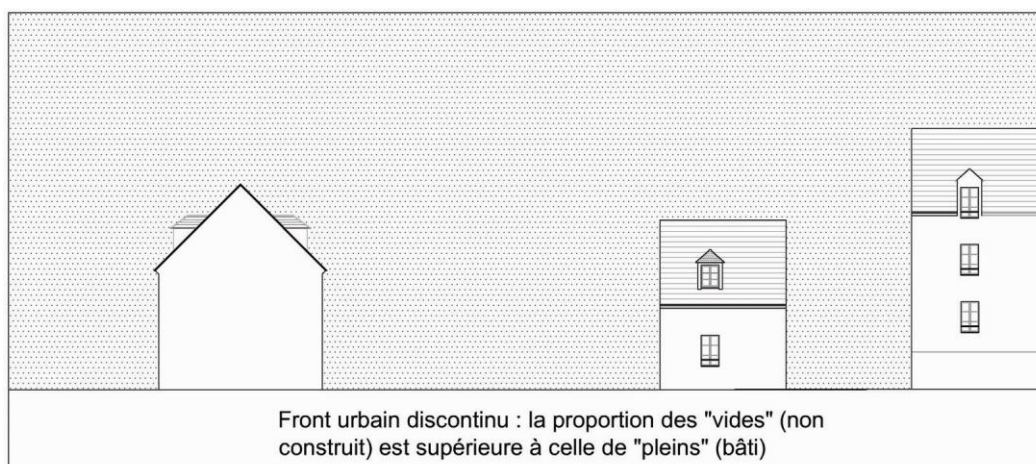 Front urbain discontinu : la proportion des "vides" (non
construit) est supérieure à celle de "pleins" (bâti)